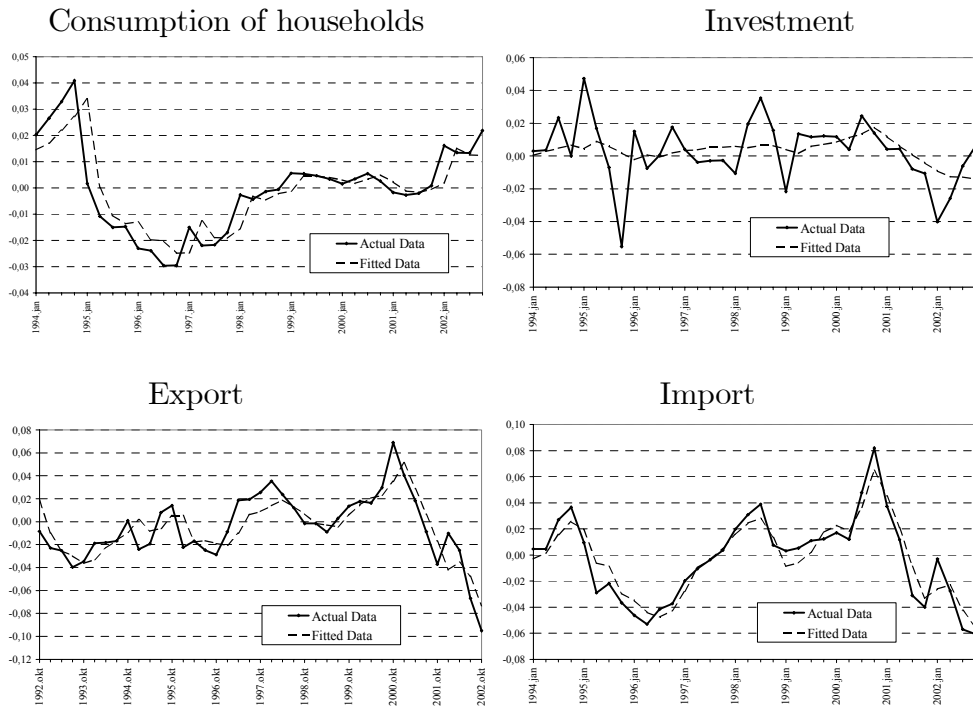 Consumption of households
0,05
0,04
0,03
0,02
0,01
0,00
-0,01
-0,02
-0,03
-0,04
Actual Data
Fitted Data
1994.jan
1995.jan
1996.jan
1997.jan
1998.jan
1999.jan
2000.jan
2001.jan
2002.jan
Investment
0,06
0,04
0,02
0,00
-0,02
-0,04
-0,06
-0,08
Actual Data
Fitted Data
1994.jan
1995.jan
1996.jan
1997.jan
1998.jan
1999.jan
2000.jan
2001.jan
2002.jan
Export
0,08
0,06
0,04
0,02
0,00
-0,02
-0,04
-0,06
-0,08
-0,10
-0,12
Actual Data
Fitted Data
1992.okt
1993.okt
1994.okt
1995.okt
1996.okt
1997.okt
1998.okt
1999.okt
2000.okt
2001.okt
2002.okt
Import
0,10
0,08
0,06
0,04
0,02
0,00
-0,02
-0,04
-0,06
-0,08
Actual Data
Fitted Data
1994.jan
1995.jan
1996.jan
1997.jan
1998.jan
1999.jan
2000.jan
2001.jan
2002.jan